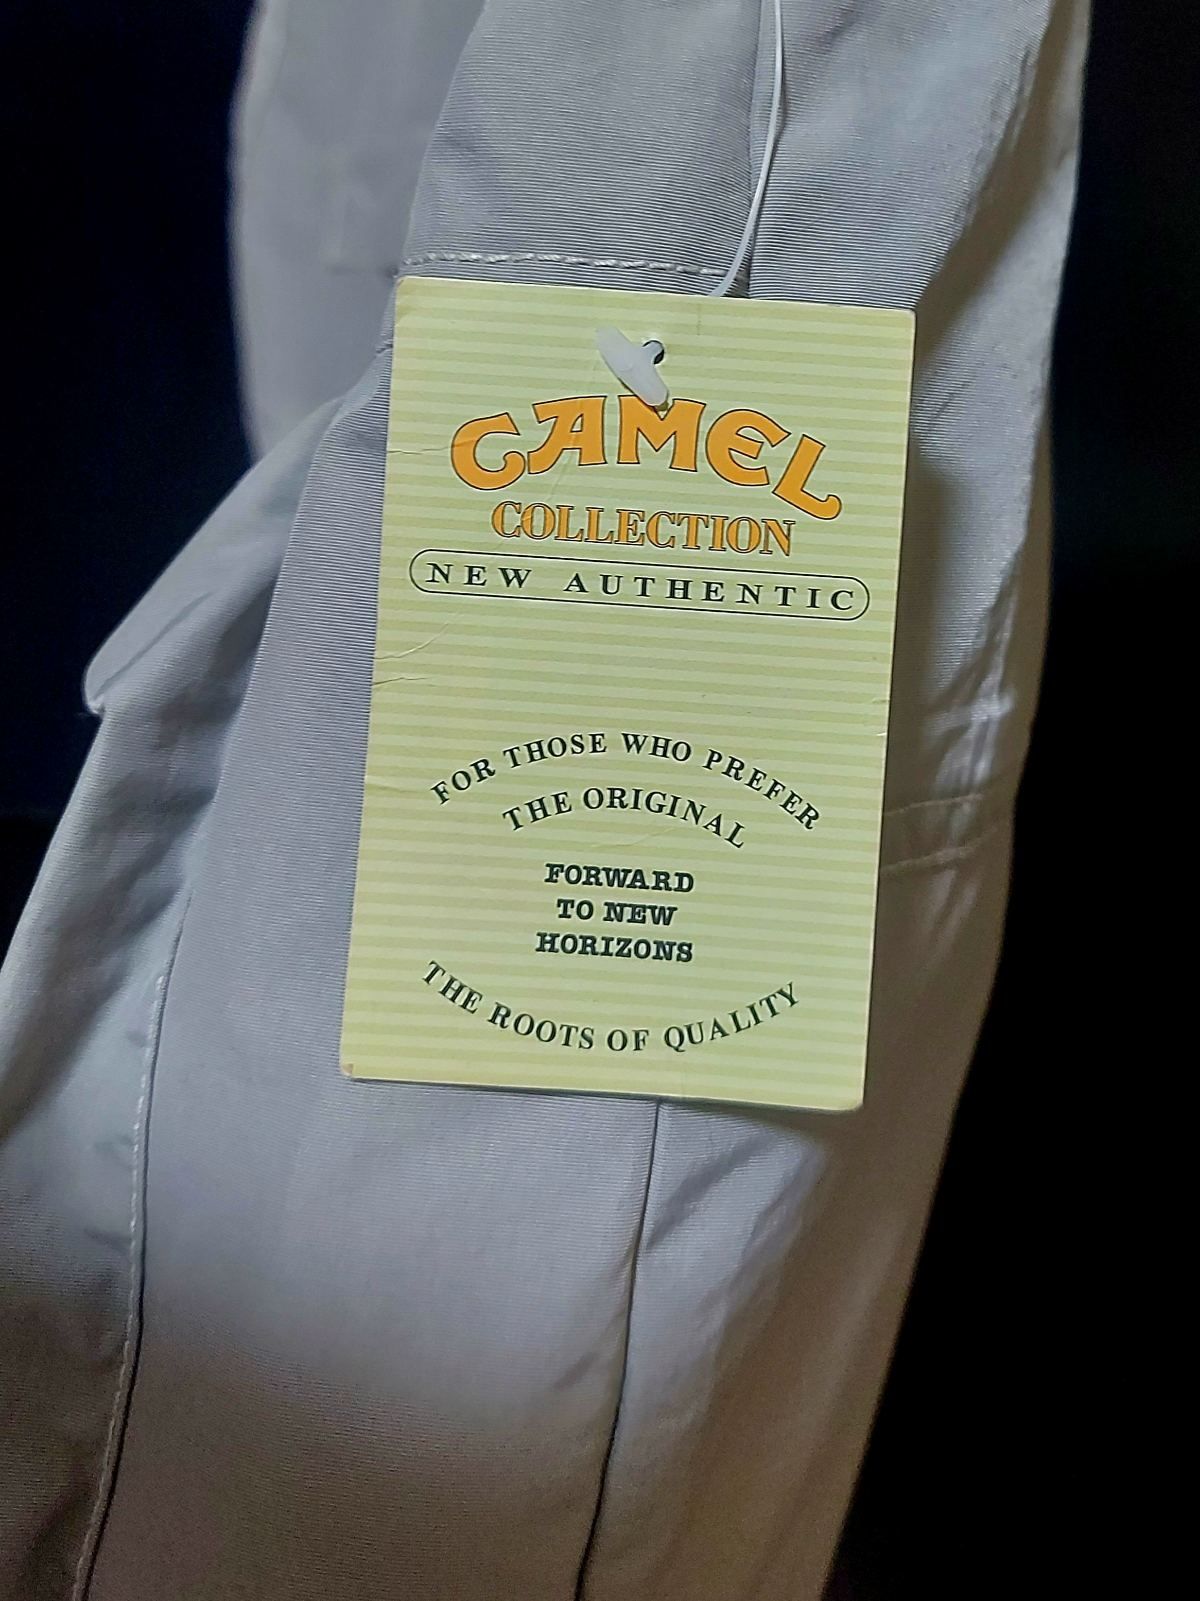 CAMEL
COLLECTION
NEW AUTHENTIC
FOR THOSE WHO PREFER
THE ORIGINAL
FORWARD
TO NEW
HORIZONS
THE ROOTS OF QUALITY